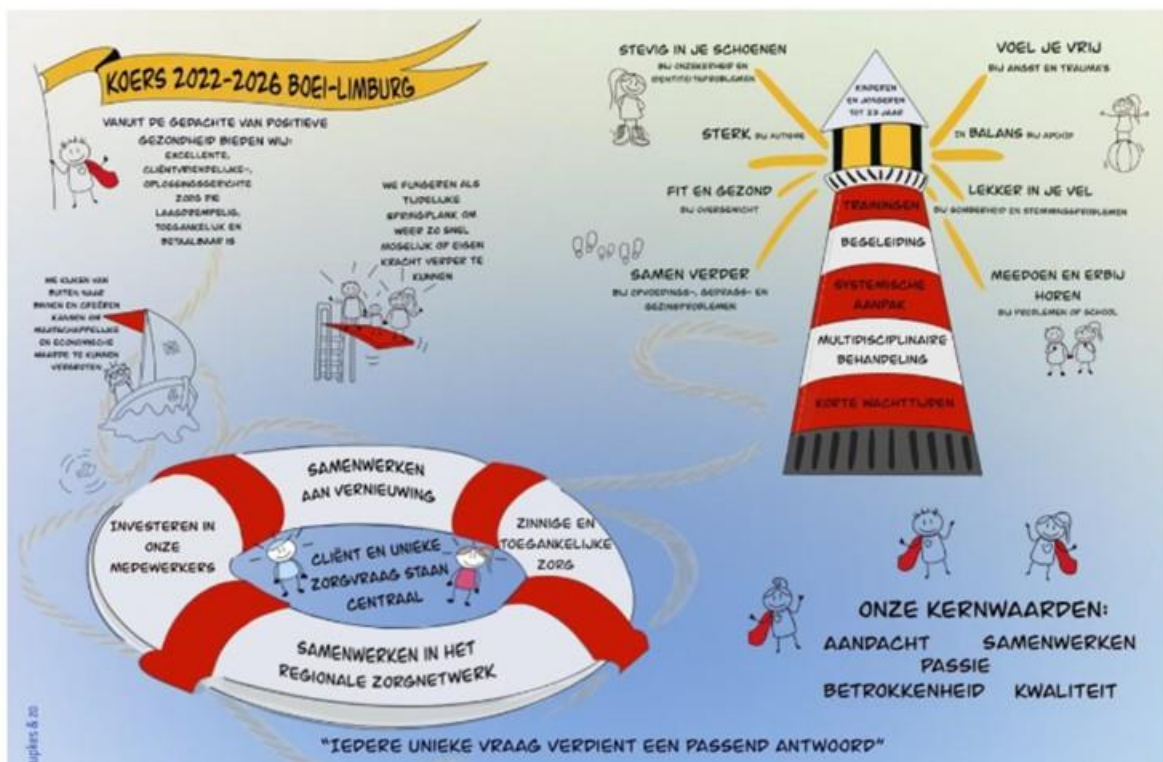 KOERS 2022-2026 BOEI-LIMBURG
VANUIT DE GEDACHTE VAN POSITIEVE
GEZONDHEID BIEDEN WIJ:
EXCELLENTE,
CLIËNTVRIENDELIJKE-,
OPLOSSINGSGERICHTE
ZORG DIE
LAAGDREMPELIG,
TOEGANKELIJK EN
BETAALBAAR IS
WE FUNGEREN ALS
TIJDELIJKE
SPRINGPLANK OM
WEER ZO SNEL
MOGELIJK OP EIGEN
KRACHT VERDER TE
KUNNEN
WE KIJKEN VAN
BUITEN NAAR
BINNEN EN CREËREN
KANSEN OM
MAATSCHAPPELIJKE
EN ECONOMISCHE
WAARDE TE KUNNEN
VERGROTEN
STEVIG IN JE SCHOENEN
BIJ ONZEKERHEID EN
IDENTITEITSPROBLEMEN
STERK BIJ AUTISME
FIT EN GEZOND
BIJ OVERGEWICHT
SAMEN VERDER
BIJ OPVOEDINGS-, GEDRAGS- EN
GEZINSPROBLEMEN
KINDEREN
EN JONGEREN
TOT 23 JAAR
TRAININGEN
BEGELEIDING
SYSTEMISCHE
AANPAK
MULTIDISCIPLINAIRE
BEHANDELING
KORTE WACHTTIJDEN
VOEL JE VRIJ
BIJ ANGST EN TRAUMA'S
IN BALANS BIJ AD(H)D
LEKKER IN JE VEL
BIJ SOMBERHEID EN STEMMINGSPROBLEMEN
MEEDOEN EN ERBIJ
HOREN
BIJ PROBLEMEN OP SCHOOL
SAMENWERKEN
AAN VERNIEUWING
INVESTEREN IN
ONZE
MEDEWERKERS
CLIËNT EN UNIEKE
ZORGVRAAG STAAN
CENTRAAL
ZINNIGE EN
TOEGANKELIJKE
ZORG
SAMENWERKEN IN HET
REGIONALE ZORGNETWERK
ONZE KERNWAARDEN:
AANDACHT SAMENWERKEN
PASSIE
BETROKKENHEID KWALITEIT
"IEDERE UNIEKE VRAAG VERDIENT EEN PASSEND ANTWOORD"
upkes & zo